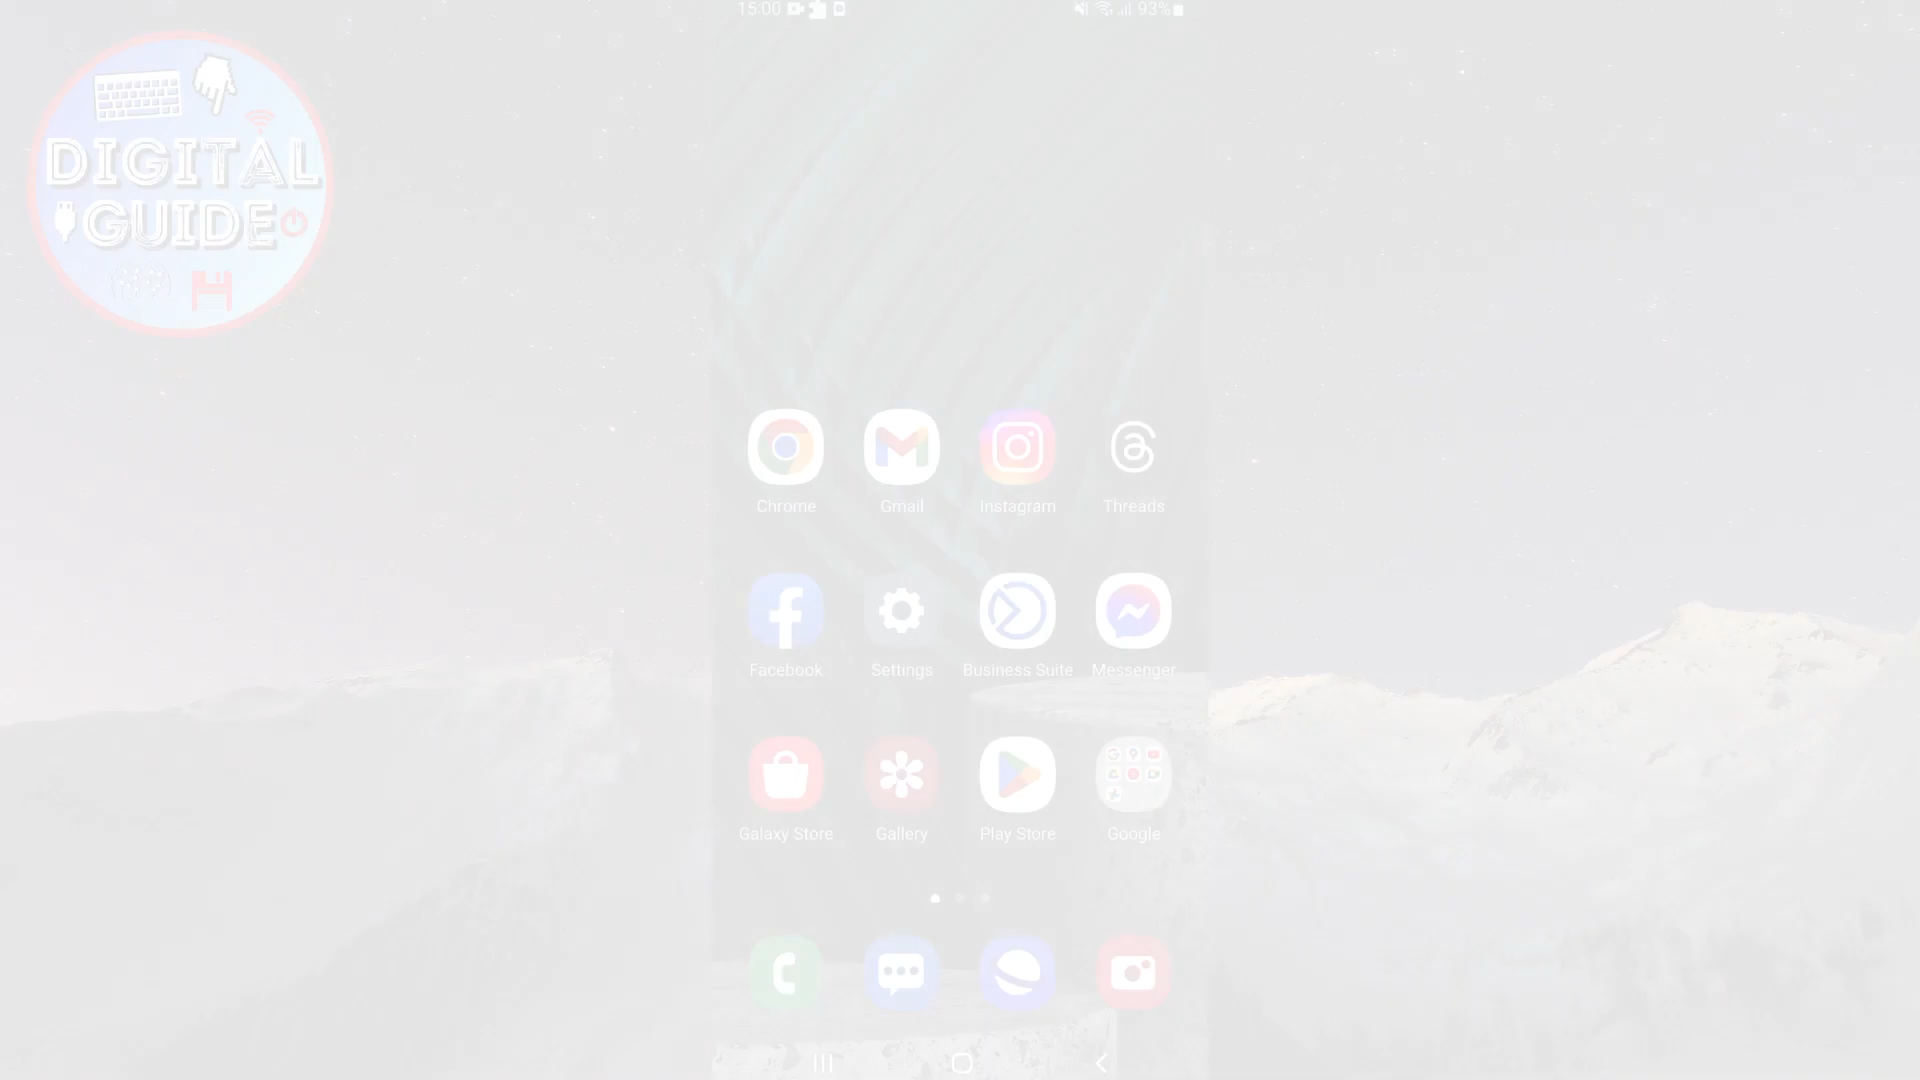 15:00 93%
DIGITAL
GUIDE
Chrome Gmail Instagram Threads
Facebook Settings Business Suite Messenger
Galaxy Store Gallery Play Store Google